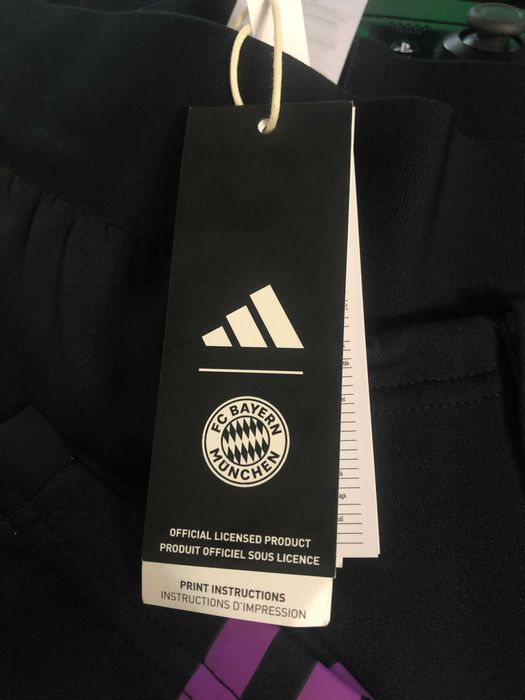 FC BAYERN
MÜNCHEN
OFFICIAL LICENSED PRODUCT
PRODUIT OFFICIEL SOUS LICENCE
PRINT INSTRUCTIONS
INSTRUCTIONS D'IMPRESSION